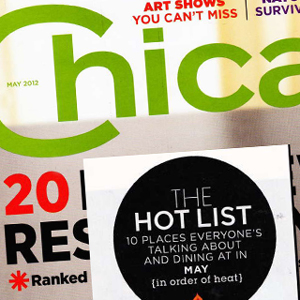 ART SHOWS
YOU CAN'T MISS
MAY 2012
Chica
20
RES
Ranked
THE
HOT LIST
10 PLACES EVERYONE'S
TALKING ABOUT
AND DINING AT IN
MAY
{in order of heat}